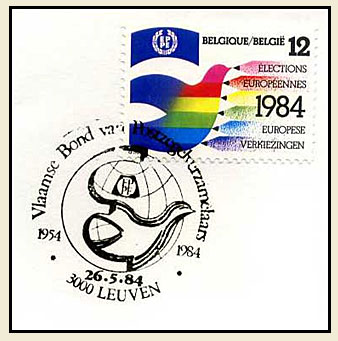 BELGIQUE/BELGIË 12
ÉLECTIONS
EUROPÉENNES
1984
EUROPESE
VERKIEZINGEN
Vlaamse Bond van Postzegelverzamelaars
1954
1984
26.5.84
3000 LEUVEN